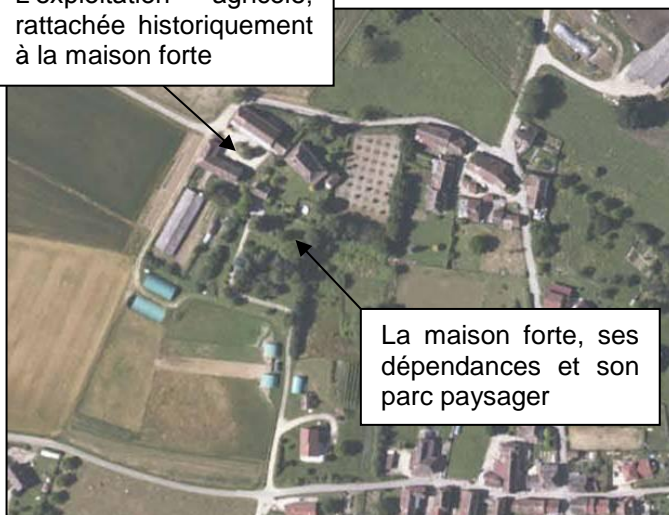 L'exploitation agricole,
rattachée historiquement
à la maison forte
La maison forte, ses
dépendances et son
parc paysager